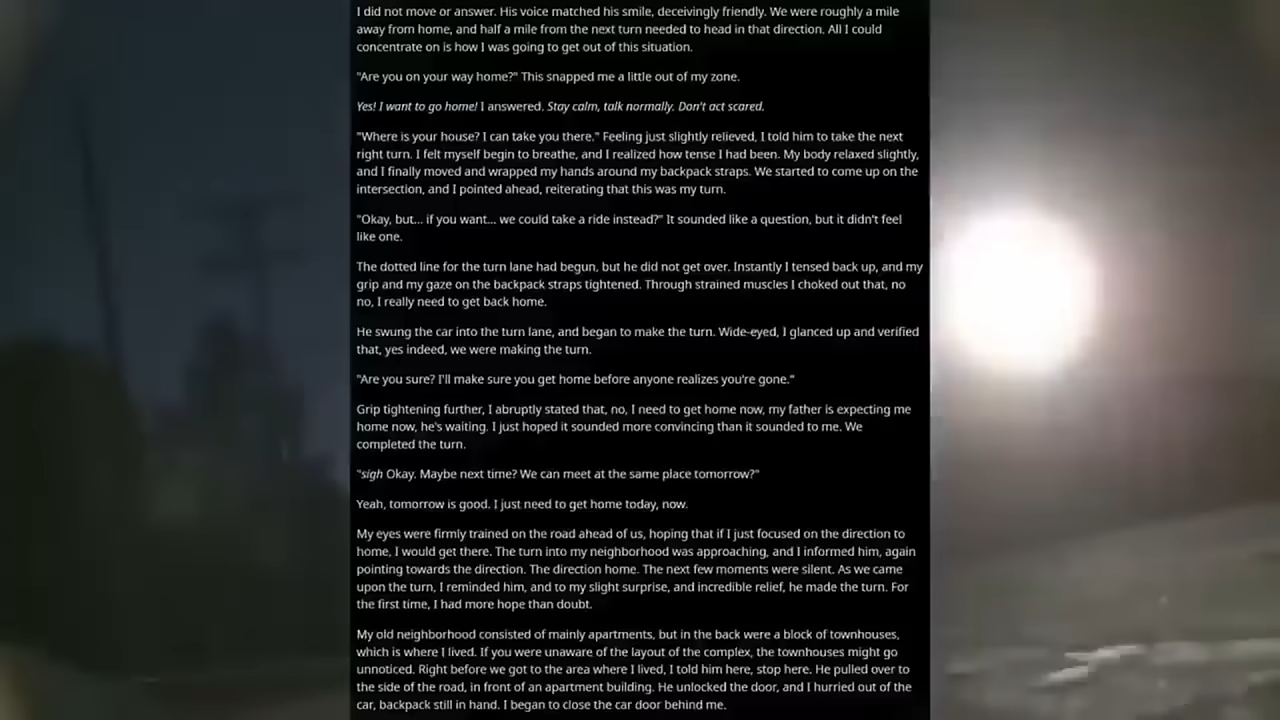 I did not move or answer. His voice matched his smile, deceivingly friendly. We were roughly a mile
away from home, and half a mile from the next turn needed to head in that direction. All I could
concentrate on is how I was going to get out of this situation.
"Are you on your way home?" This snapped me a little out of my zone.
Yes! I want to go home! I answered. Stay calm, talk normally. Don't act scared.
"Where is your house? I can take you there." Feeling just slightly relieved, I told him to take the next
right turn. I felt myself begin to breathe, and I realized how tense I had been. My body relaxed slightly,
and I finally moved and wrapped my hands around my backpack straps. We started to come up on the
intersection, and I pointed ahead, reiterating that this was my turn.
"Okay, but... if you want... we could take a ride instead?" It sounded like a question, but it didn't feel
like one.
The dotted line for the turn lane had begun, but he did not get over. Instantly I tensed back up, and my
grip and my gaze on the backpack straps tightened. Through strained muscles I choked out that, no
no, I really need to get back home.
He swung the car into the turn lane, and began to make the turn. Wide-eyed, I glanced up and verified
that, yes indeed, we were making the turn.
"Are you sure? I'll make sure you get home before anyone realizes you're gone."
Grip tightening further, I abruptly stated that, no, I need to get home now, my father is expecting me
home now, he's waiting. I just hoped it sounded more convincing than it sounded to me. We
completed the turn.
"sigh Okay. Maybe next time? We can meet at the same place tomorrow?"
Yeah, tomorrow is good. I just need to get home today, now.
My eyes were firmly trained on the road ahead of us, hoping that if I just focused on the direction to
home, I would get there. The turn into my neighborhood was approaching, and I informed him, again
pointing towards the direction. The direction home. The next few moments were silent. As we came
upon the turn, I reminded him, and to my slight surprise, and incredible relief, he made the turn. For
the first time, I had more hope than doubt.
My old neighborhood consisted of mainly apartments, but in the back were a block of townhouses,
which is where I lived. If you were unaware of the layout of the complex, the townhouses might go
unnoticed. Right before we got to the area where I lived, I told him here, stop here. He pulled over to
the side of the road, in front of an apartment building. He unlocked the door, and I hurried out of the
car, backpack still in hand. I began to close the car door behind me.